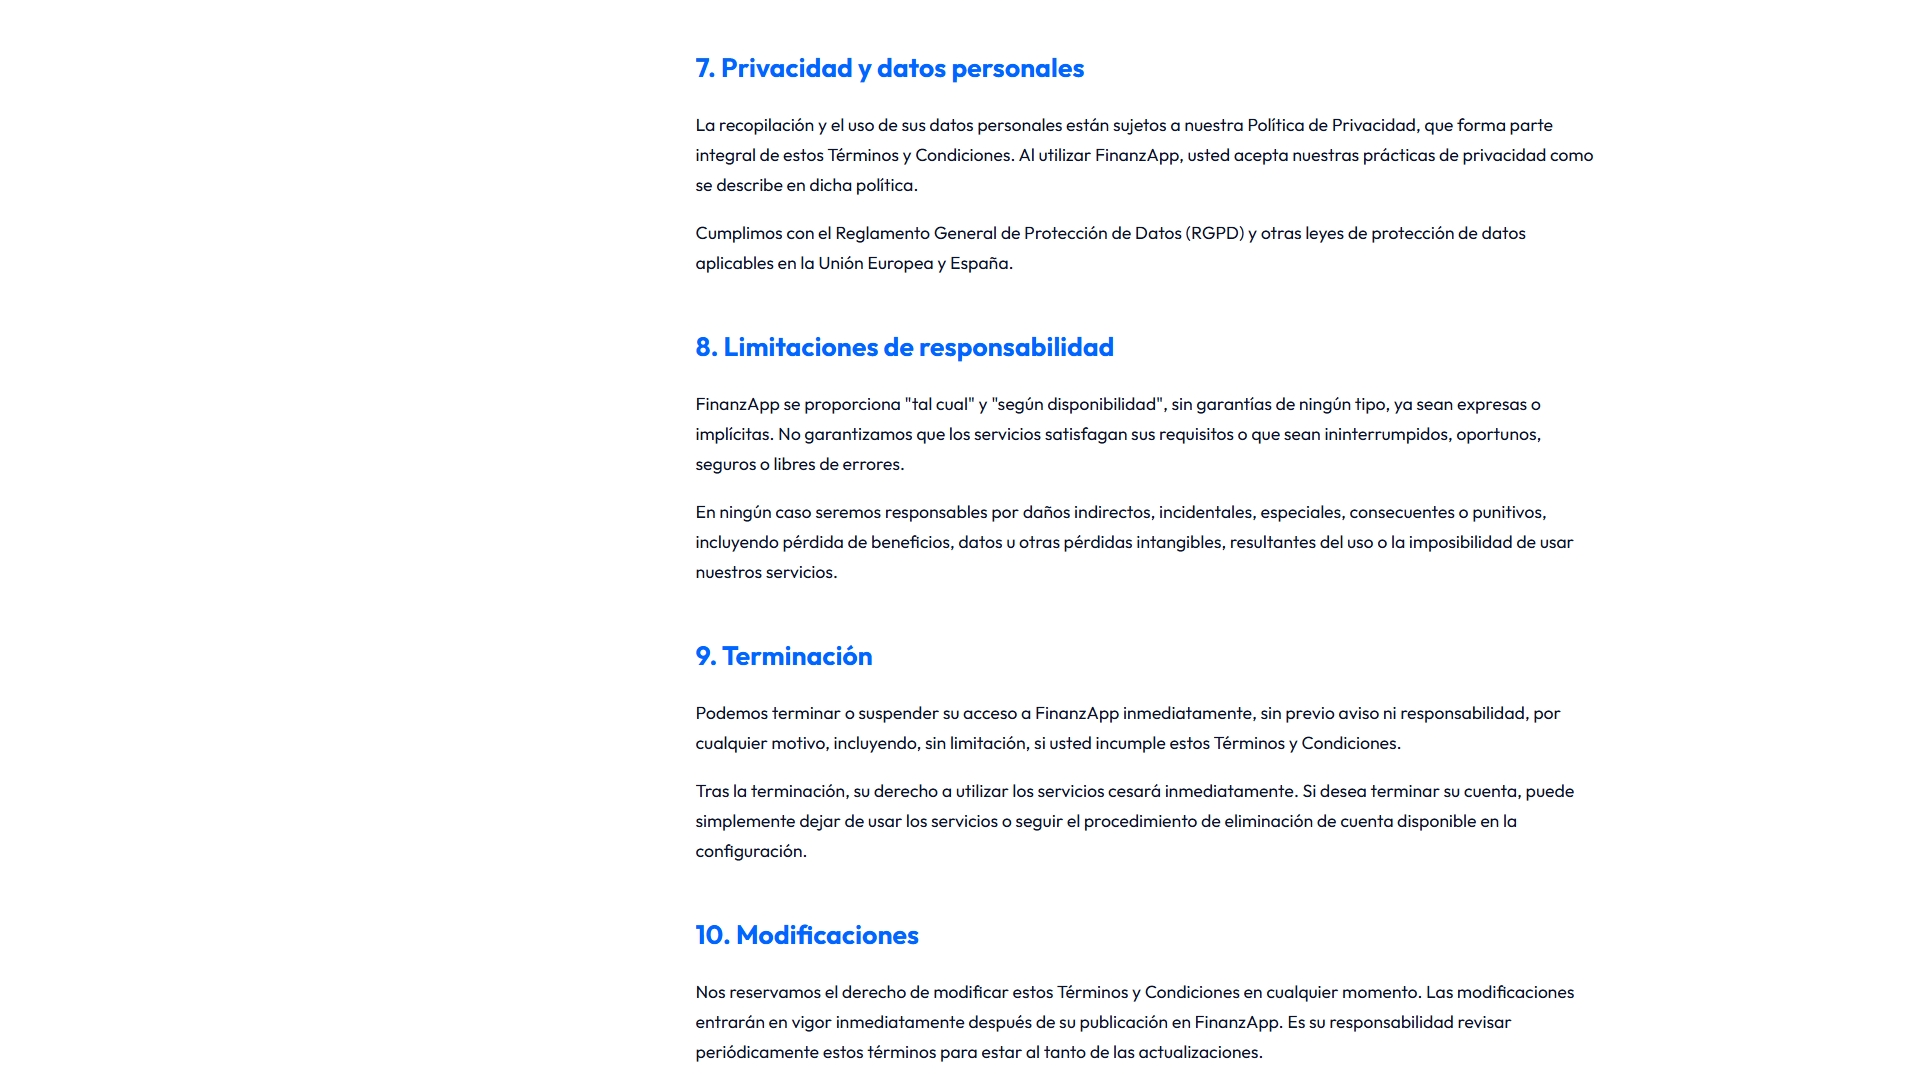 7. Privacidad y datos personales
La recopilación y el uso de sus datos personales están sujetos a nuestra Política de Privacidad, que forma parte
integral de estos Términos y Condiciones. Al utilizar FinanzApp, usted acepta nuestras prácticas de privacidad como
se describe en dicha política.
Cumplimos con el Reglamento General de Protección de Datos (RGPD) y otras leyes de protección de datos
aplicables en la Unión Europea y España.
8. Limitaciones de responsabilidad
FinanzApp se proporciona "tal cual" y "según disponibilidad", sin garantías de ningún tipo, ya sean expresas o
implícitas. No garantizamos que los servicios satisfagan sus requisitos o que sean ininterrumpidos, oportunos,
seguros o libres de errores.
En ningún caso seremos responsables por daños indirectos, incidentales, especiales, consecuentes o punitivos,
incluyendo pérdida de beneficios, datos u otras pérdidas intangibles, resultantes del uso o la imposibilidad de usar
nuestros servicios.
9. Terminación
Podemos terminar o suspender su acceso a FinanzApp inmediatamente, sin previo aviso ni responsabilidad, por
cualquier motivo, incluyendo, sin limitación, si usted incumple estos Términos y Condiciones.
Tras la terminación, su derecho a utilizar los servicios cesará inmediatamente. Si desea terminar su cuenta, puede
simplemente dejar de usar los servicios o seguir el procedimiento de eliminación de cuenta disponible en la
configuración.
10. Modificaciones
Nos reservamos el derecho de modificar estos Términos y Condiciones en cualquier momento. Las modificaciones
entrarán en vigor inmediatamente después de su publicación en FinanzApp. Es su responsabilidad revisar
periódicamente estos términos para estar al tanto de las actualizaciones.